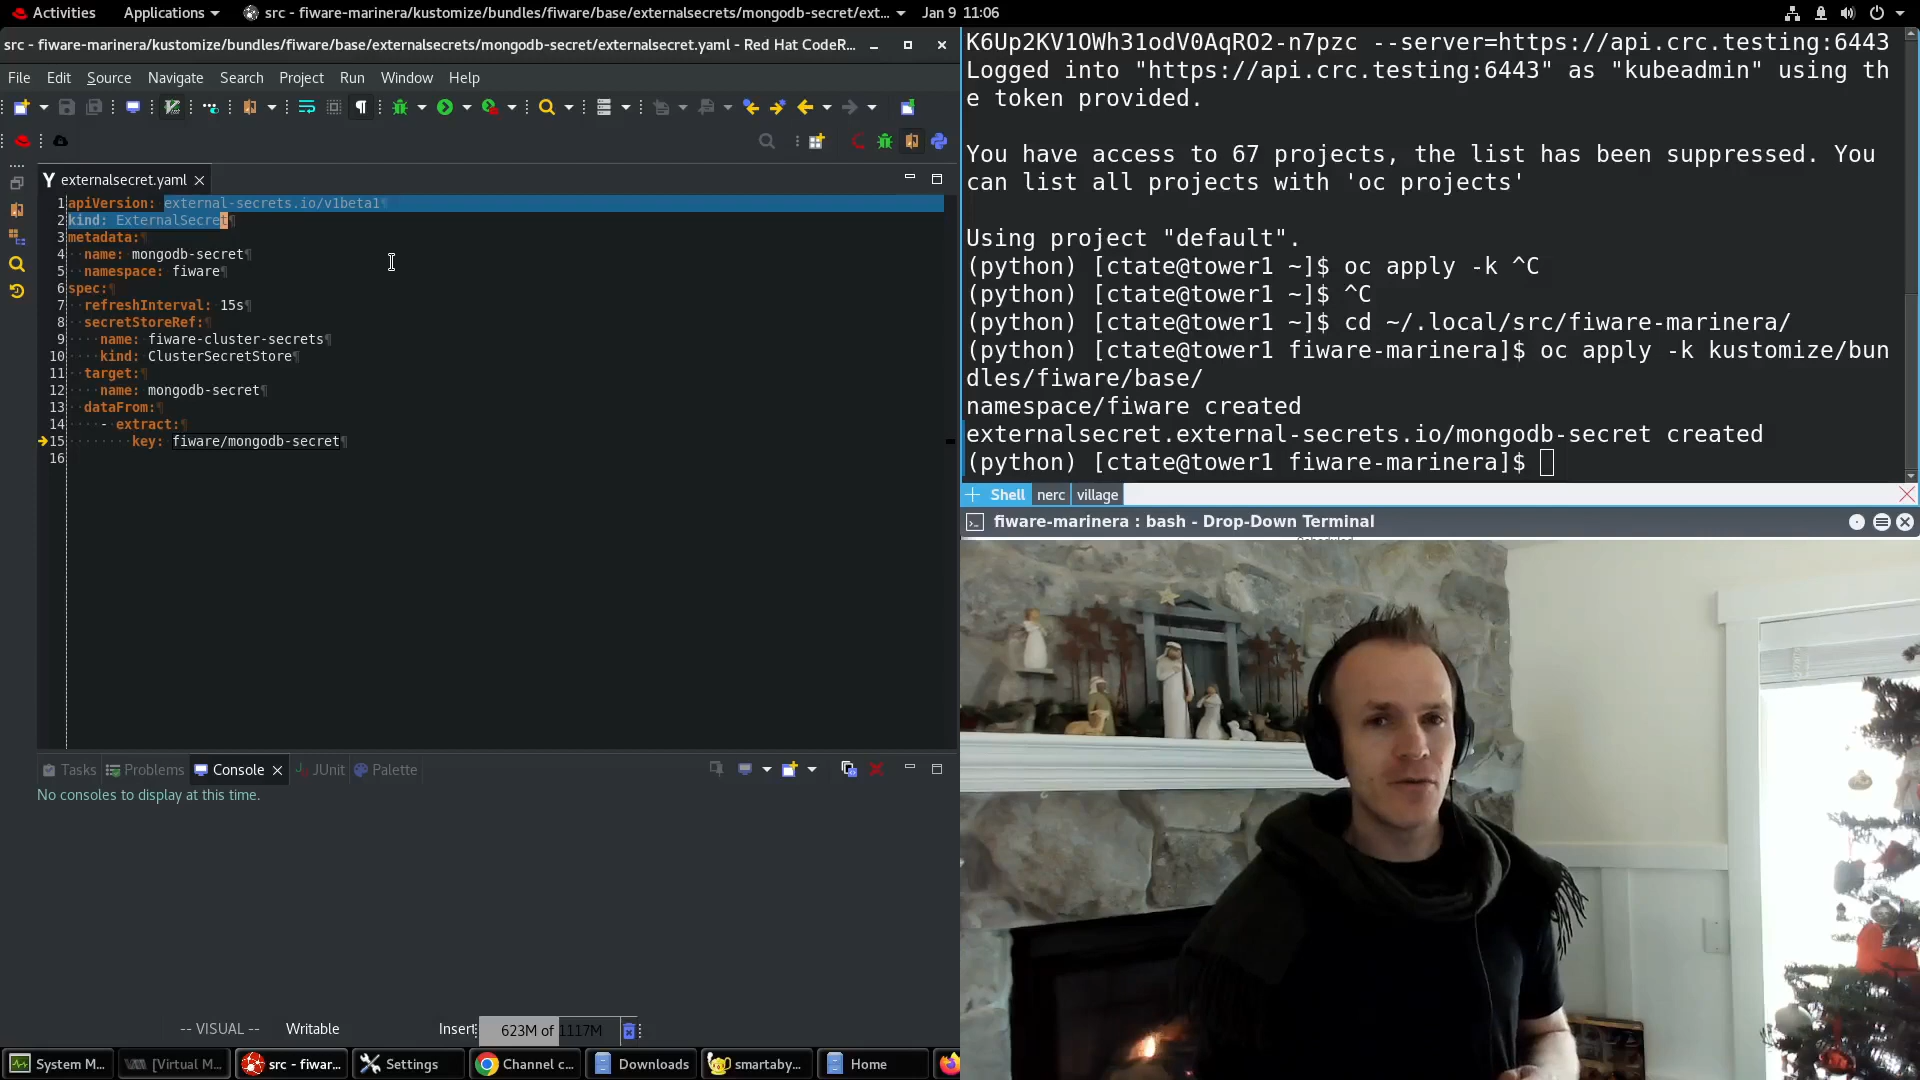 Activities
Applications
src - fiware-marinera/kustomize/bundles/fiware/base/externalsecrets/mongodb-secret/ext...
Jan 9 11:06
src - fiware-marinera/kustomize/bundles/fiware/base/externalsecrets/mongodb-secret/externalsecret.yaml - Red Hat CodeR...
File Edit Source Navigate Search Project Run Window Help
externalsecret.yaml
1 apiVersion: external-secrets.io/v1beta1¶
2 kind: ExternalSecret¶
3 metadata:¶
4 ··name: mongodb-secret¶
5 ··namespace: fiware¶
6 spec:¶
7 ··refreshInterval: 15s¶
8 ··secretStoreRef:¶
9 ····name: fiware-cluster-secrets¶
10 ····kind: ClusterSecretStore¶
11 ··target:¶
12 ····name: mongodb-secret¶
13 ··dataFrom:¶
14 ····- extract:¶
15 ········key: fiware/mongodb-secret¶
16
Tasks Problems Console JUnit Palette
No consoles to display at this time.
-- VISUAL -- Writable Insert 623M of 1117M
K6Up2KV1OWh31odV0AqRO2-n7pzc --server=https://api.crc.testing:6443
Logged into "https://api.crc.testing:6443" as "kubeadmin" using th
e token provided.
You have access to 67 projects, the list has been suppressed. You
can list all projects with 'oc projects'
Using project "default".
(python) [ctate@tower1 ~]$ oc apply -k ^C
(python) [ctate@tower1 ~]$ ^C
(python) [ctate@tower1 ~]$ cd ~/.local/src/fiware-marinera/
(python) [ctate@tower1 fiware-marinera]$ oc apply -k kustomize/bun
dles/fiware/base/
namespace/fiware created
externalsecret.external-secrets.io/mongodb-secret created
(python) [ctate@tower1 fiware-marinera]$
Shell nerc village
fiware-marinera : bash - Drop-Down Terminal
System M... [Virtual M... src - fiwar... Settings Channel c... Downloads smartaby... Home